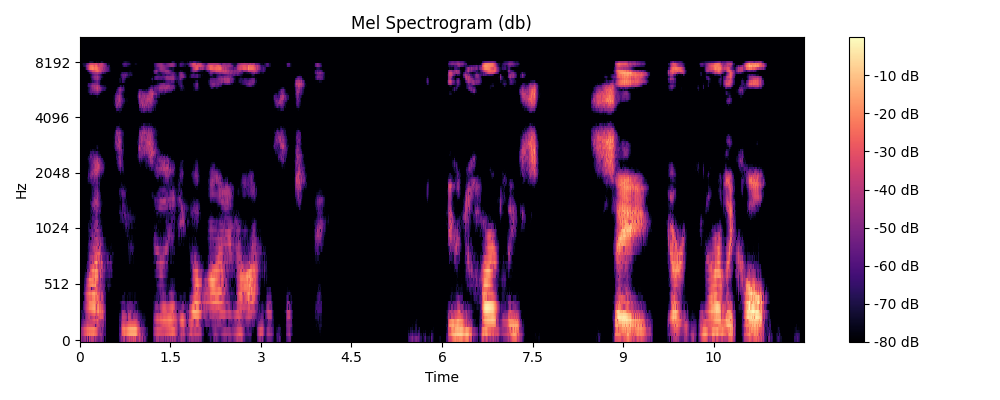 Mel Spectrogram (db)
8192
4096
2048
1024
512
0
Hz
0 1.5 3 4.5 6 7.5 9 10
Time
-10 dB
-20 dB
-30 dB
-40 dB
-50 dB
-60 dB
-70 dB
-80 dB